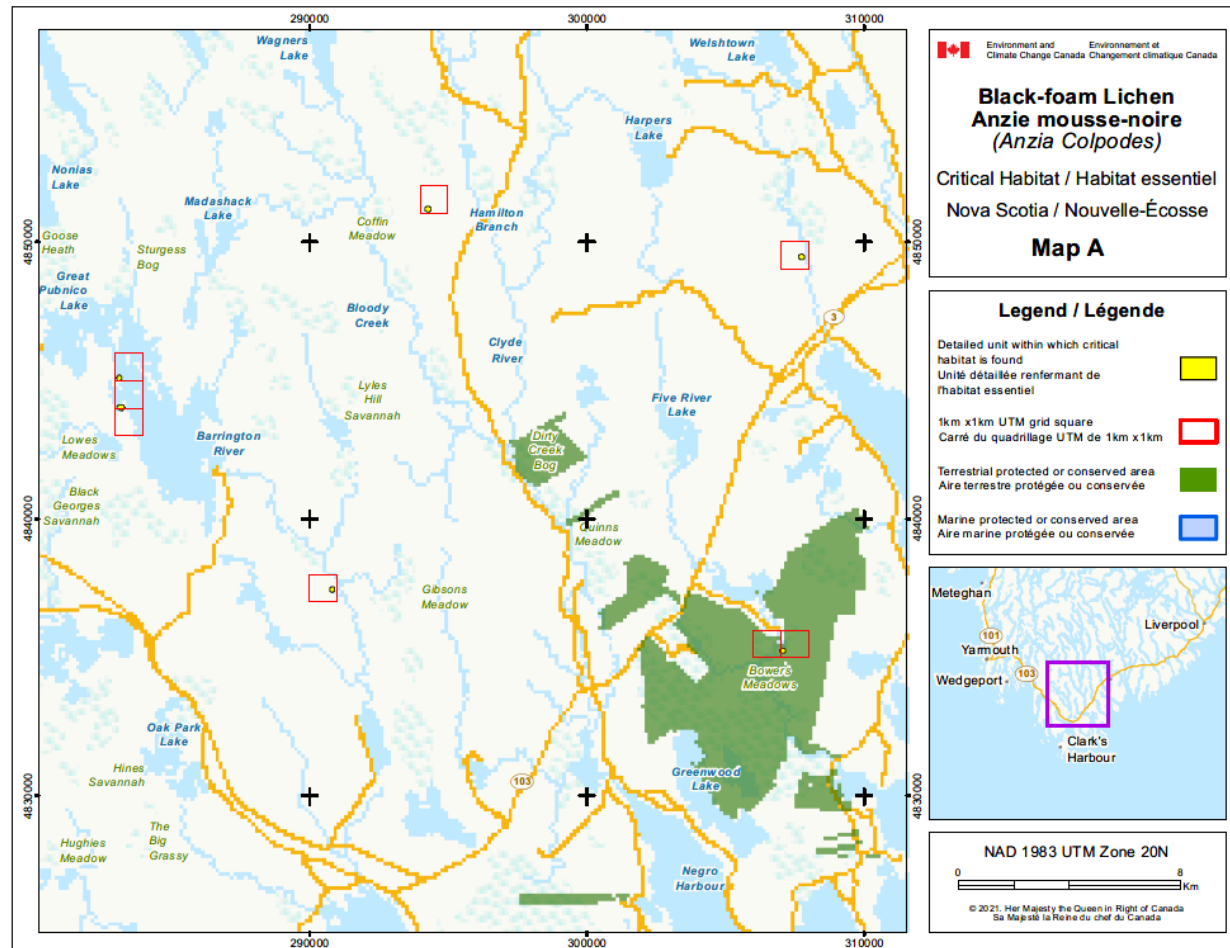 290000
300000
310000
Wagners
Lake
Welshtown
Lake
Harpers
Lake
Nonias
Lake
Madashack
Lake
Coffin
Meadow
Hamilton
Branch
4850000
Goose
Heath
Sturgess
Bog
4850000
Great
Pubnico
Lake
Bloody
Creek
3
Clyde
River
Lyles
Hill
Savannah
Five River
Lake
Lowes
Meadows
Barrington
River
Dirty
Creek
Bog
Black
Georges
Savannah
4840000
Quinns
Meadow
4840000
Gibsons
Meadow
Bowers
Meadows
Oak Park
Lake
Hines
Savannah
103
Greenwood
Lake
4830000
4830000
The
Big
Grassy
Hughies
Meadow
Negro
Harbour
290000
300000
310000
Environment and
Climate Change Canada
Environnement et
Changement climatique Canada
Black-foam Lichen
Anzie mousse-noire
(Anzia Colpodes)
Critical Habitat / Habitat essentiel
Nova Scotia / Nouvelle-Écosse
Map A
Legend / Légende
Detailed unit within which critical
habitat is found
Unité détaillée renfermant de
l'habitat essentiel
1km x1km UTM grid square
Carré du quadrillage UTM de 1km x1km
Terrestrial protected or conserved area
Aire terrestre protégée ou conservée
Marine protected or conserved area
Aire marine protégée ou conservée
Meteghan
Liverpool
101
Yarmouth
Wedgeport
103
Clark's
Harbour
NAD 1983 UTM Zone 20N
0 8
Km
© 2021. Her Majesty the Queen in Right of Canada
Sa Majesté la Reine du chef du Canada